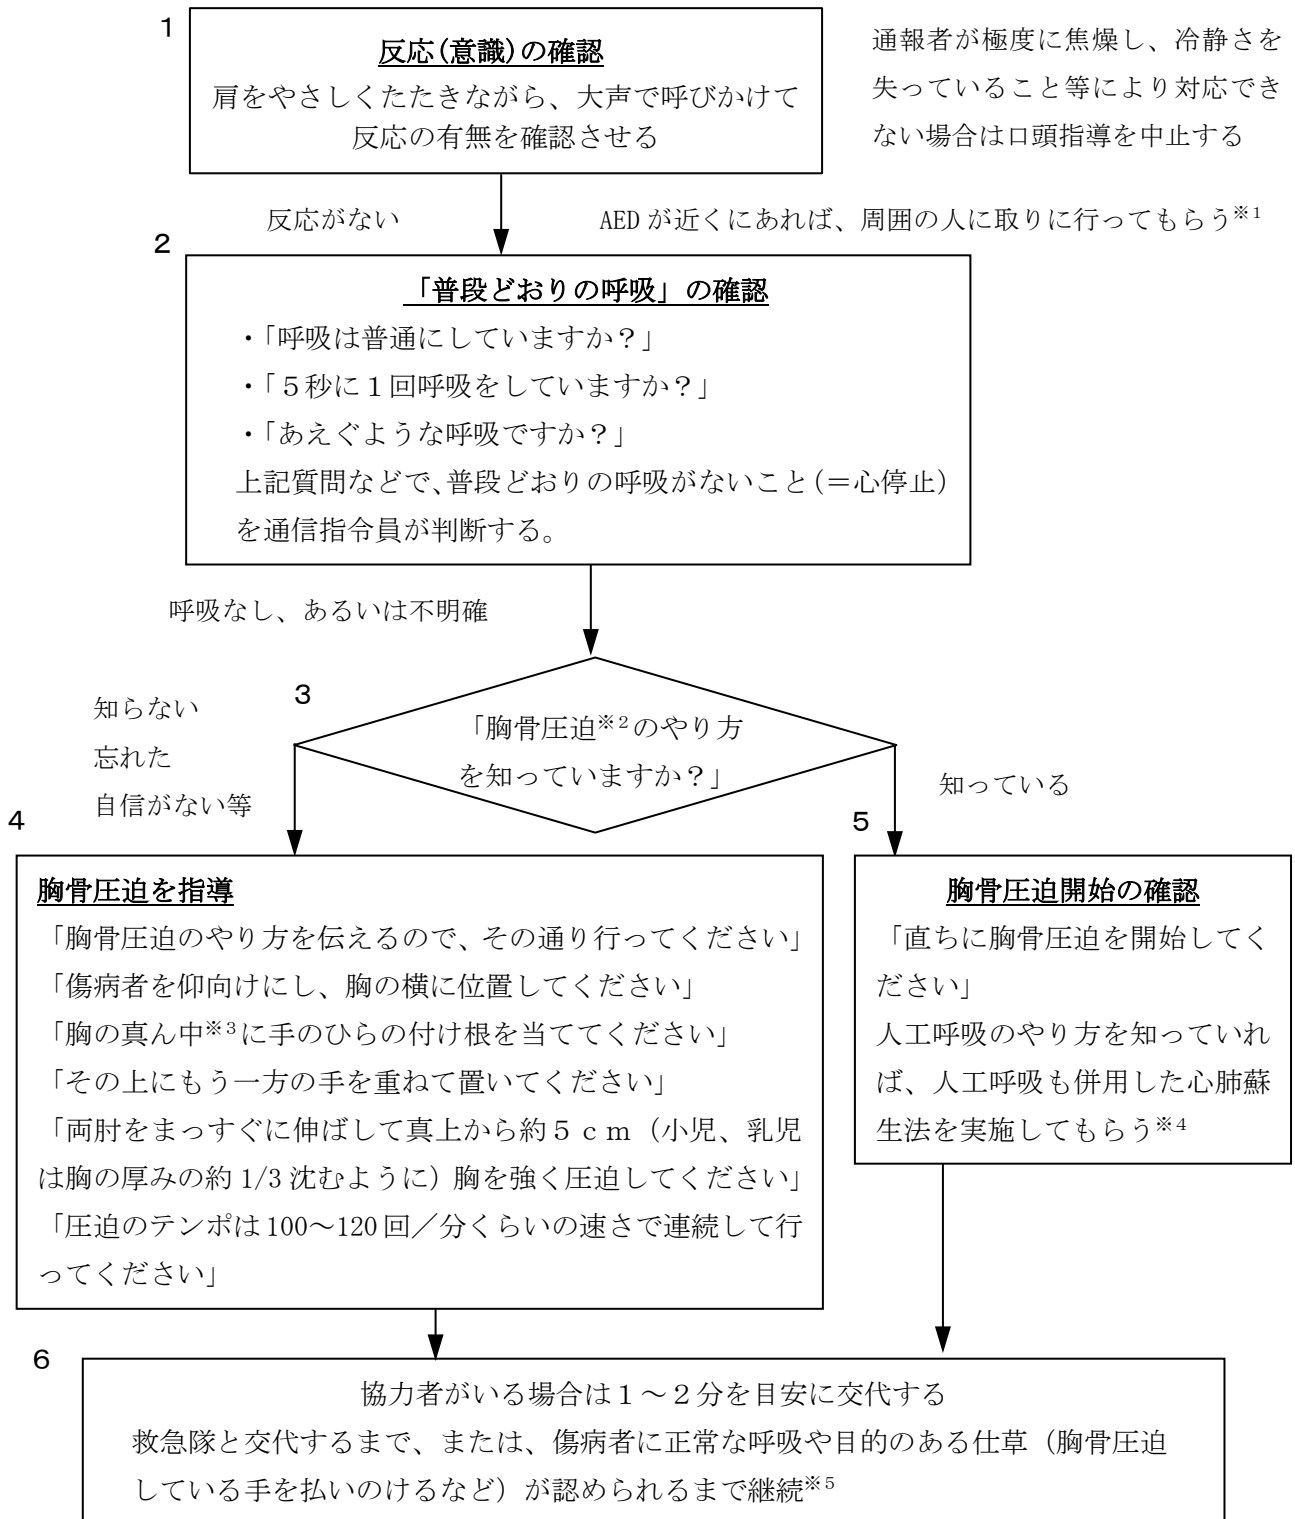 1
反応(意識)の確認
肩をやさしくたたきながら、大声で呼びかけて
反応の有無を確認させる
通報者が極度に焦燥し、冷静さを
失っていること等により対応でき
ない場合は口頭指導を中止する
反応がない
AED が近くにあれば、周囲の人に取りに行ってもらう※1
2
「普段どおりの呼吸」の確認
・「呼吸は普通にしていますか？」
・「５秒に１回呼吸をしていますか？」
・「あえぐような呼吸ですか？」
上記質問などで、普段どおりの呼吸がないこと(＝心停止)
を通信指令員が判断する。
呼吸なし、あるいは不明確
3
「胸骨圧迫※2のやり方
を知っていますか？」
知らない
忘れた
自信がない等
知っている
4
胸骨圧迫を指導
「胸骨圧迫のやり方を伝えるので、その通り行ってください」
「傷病者を仰向けにし、胸の横に位置してください」
「胸の真ん中※3に手のひらの付け根を当ててください」
「その上にもう一方の手を重ねて置いてください」
「両肘をまっすぐに伸ばして真上から約５ｃｍ（小児、乳児
は胸の厚みの約 1/3 沈むように）胸を強く圧迫してください」
「圧迫のテンポは 100～120 回／分くらいの速さで連続して行
ってください」
5
胸骨圧迫開始の確認
「直ちに胸骨圧迫を開始してく
ださい」
人工呼吸のやり方を知っていれ
ば、人工呼吸も併用した心肺蘇
生法を実施してもらう※4
6
協力者がいる場合は１～２分を目安に交代する
救急隊と交代するまで、または、傷病者に正常な呼吸や目的のある仕草（胸骨圧迫
している手を払いのけるなど）が認められるまで継続※5